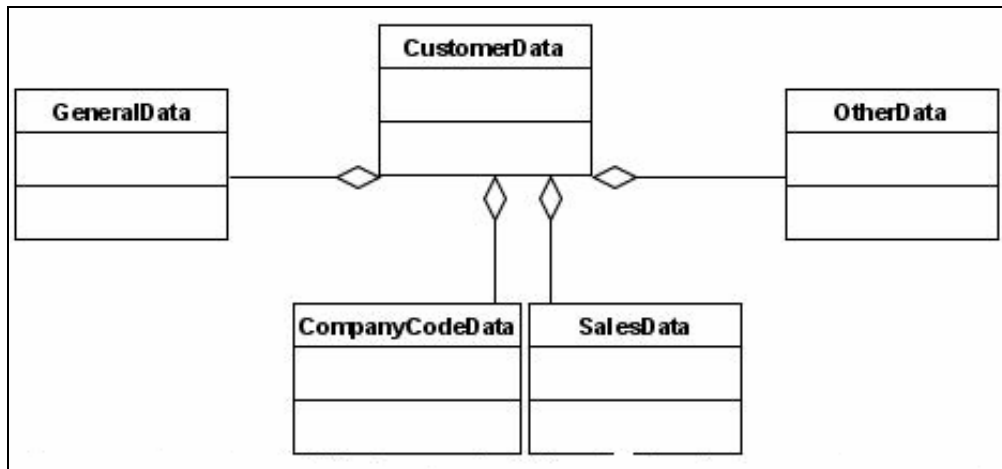 CustomerData
GeneralData
OtherData
CompanyCodeData
SalesData